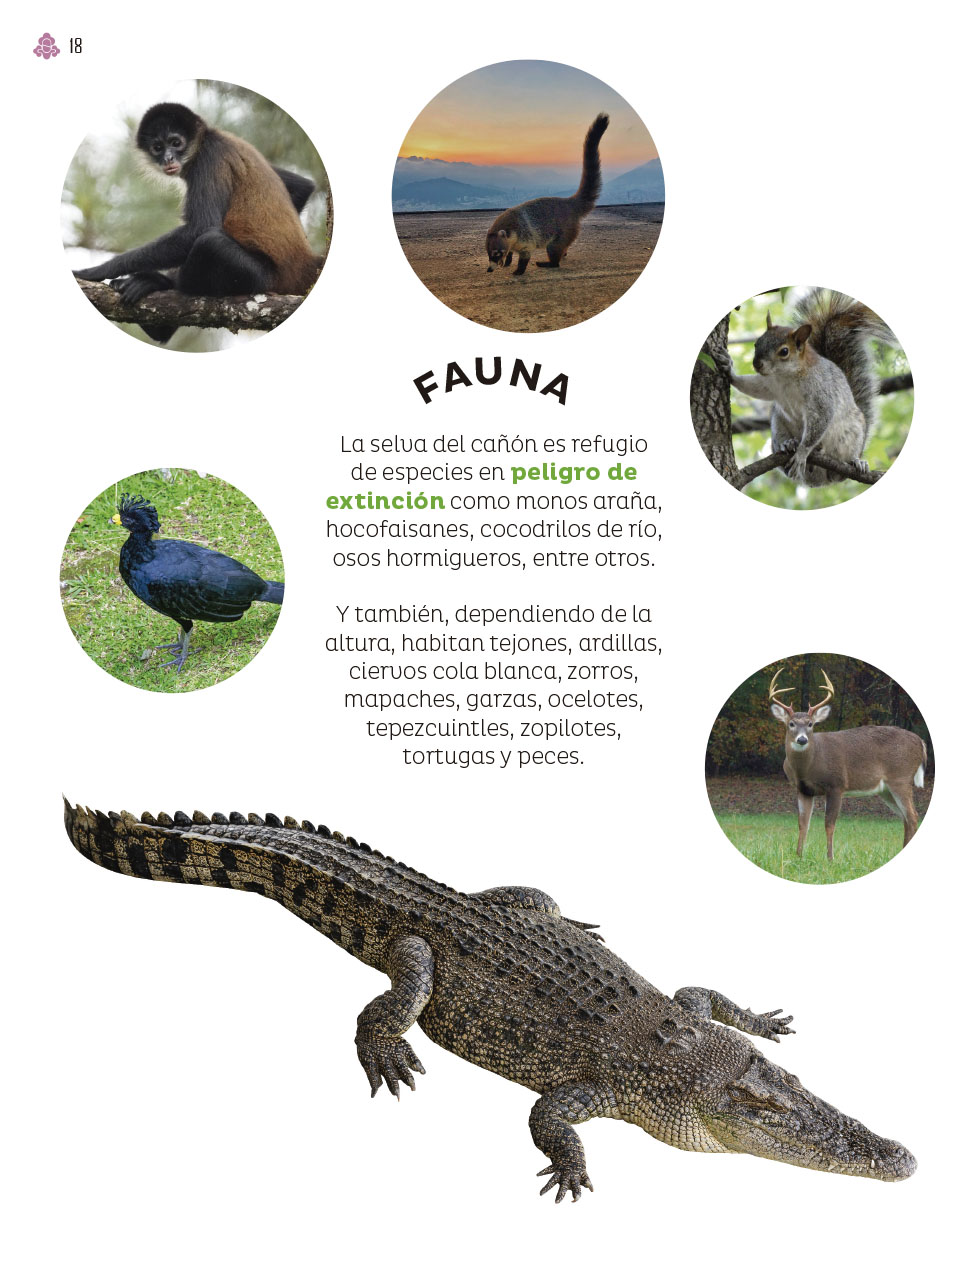 18
FAUNA
La selva del cañón es refugio
de especies en peligro de
extinción como monos araña,
hocofaisanes, cocodrilos de río,
osos hormigueros, entre otros.
Y también, dependiendo de la
altura, habitan tejones, ardillas,
ciervos cola blanca, zorros,
mapaches, garzas, ocelotes,
tepezcuintles, zopilotes,
tortugas y peces.